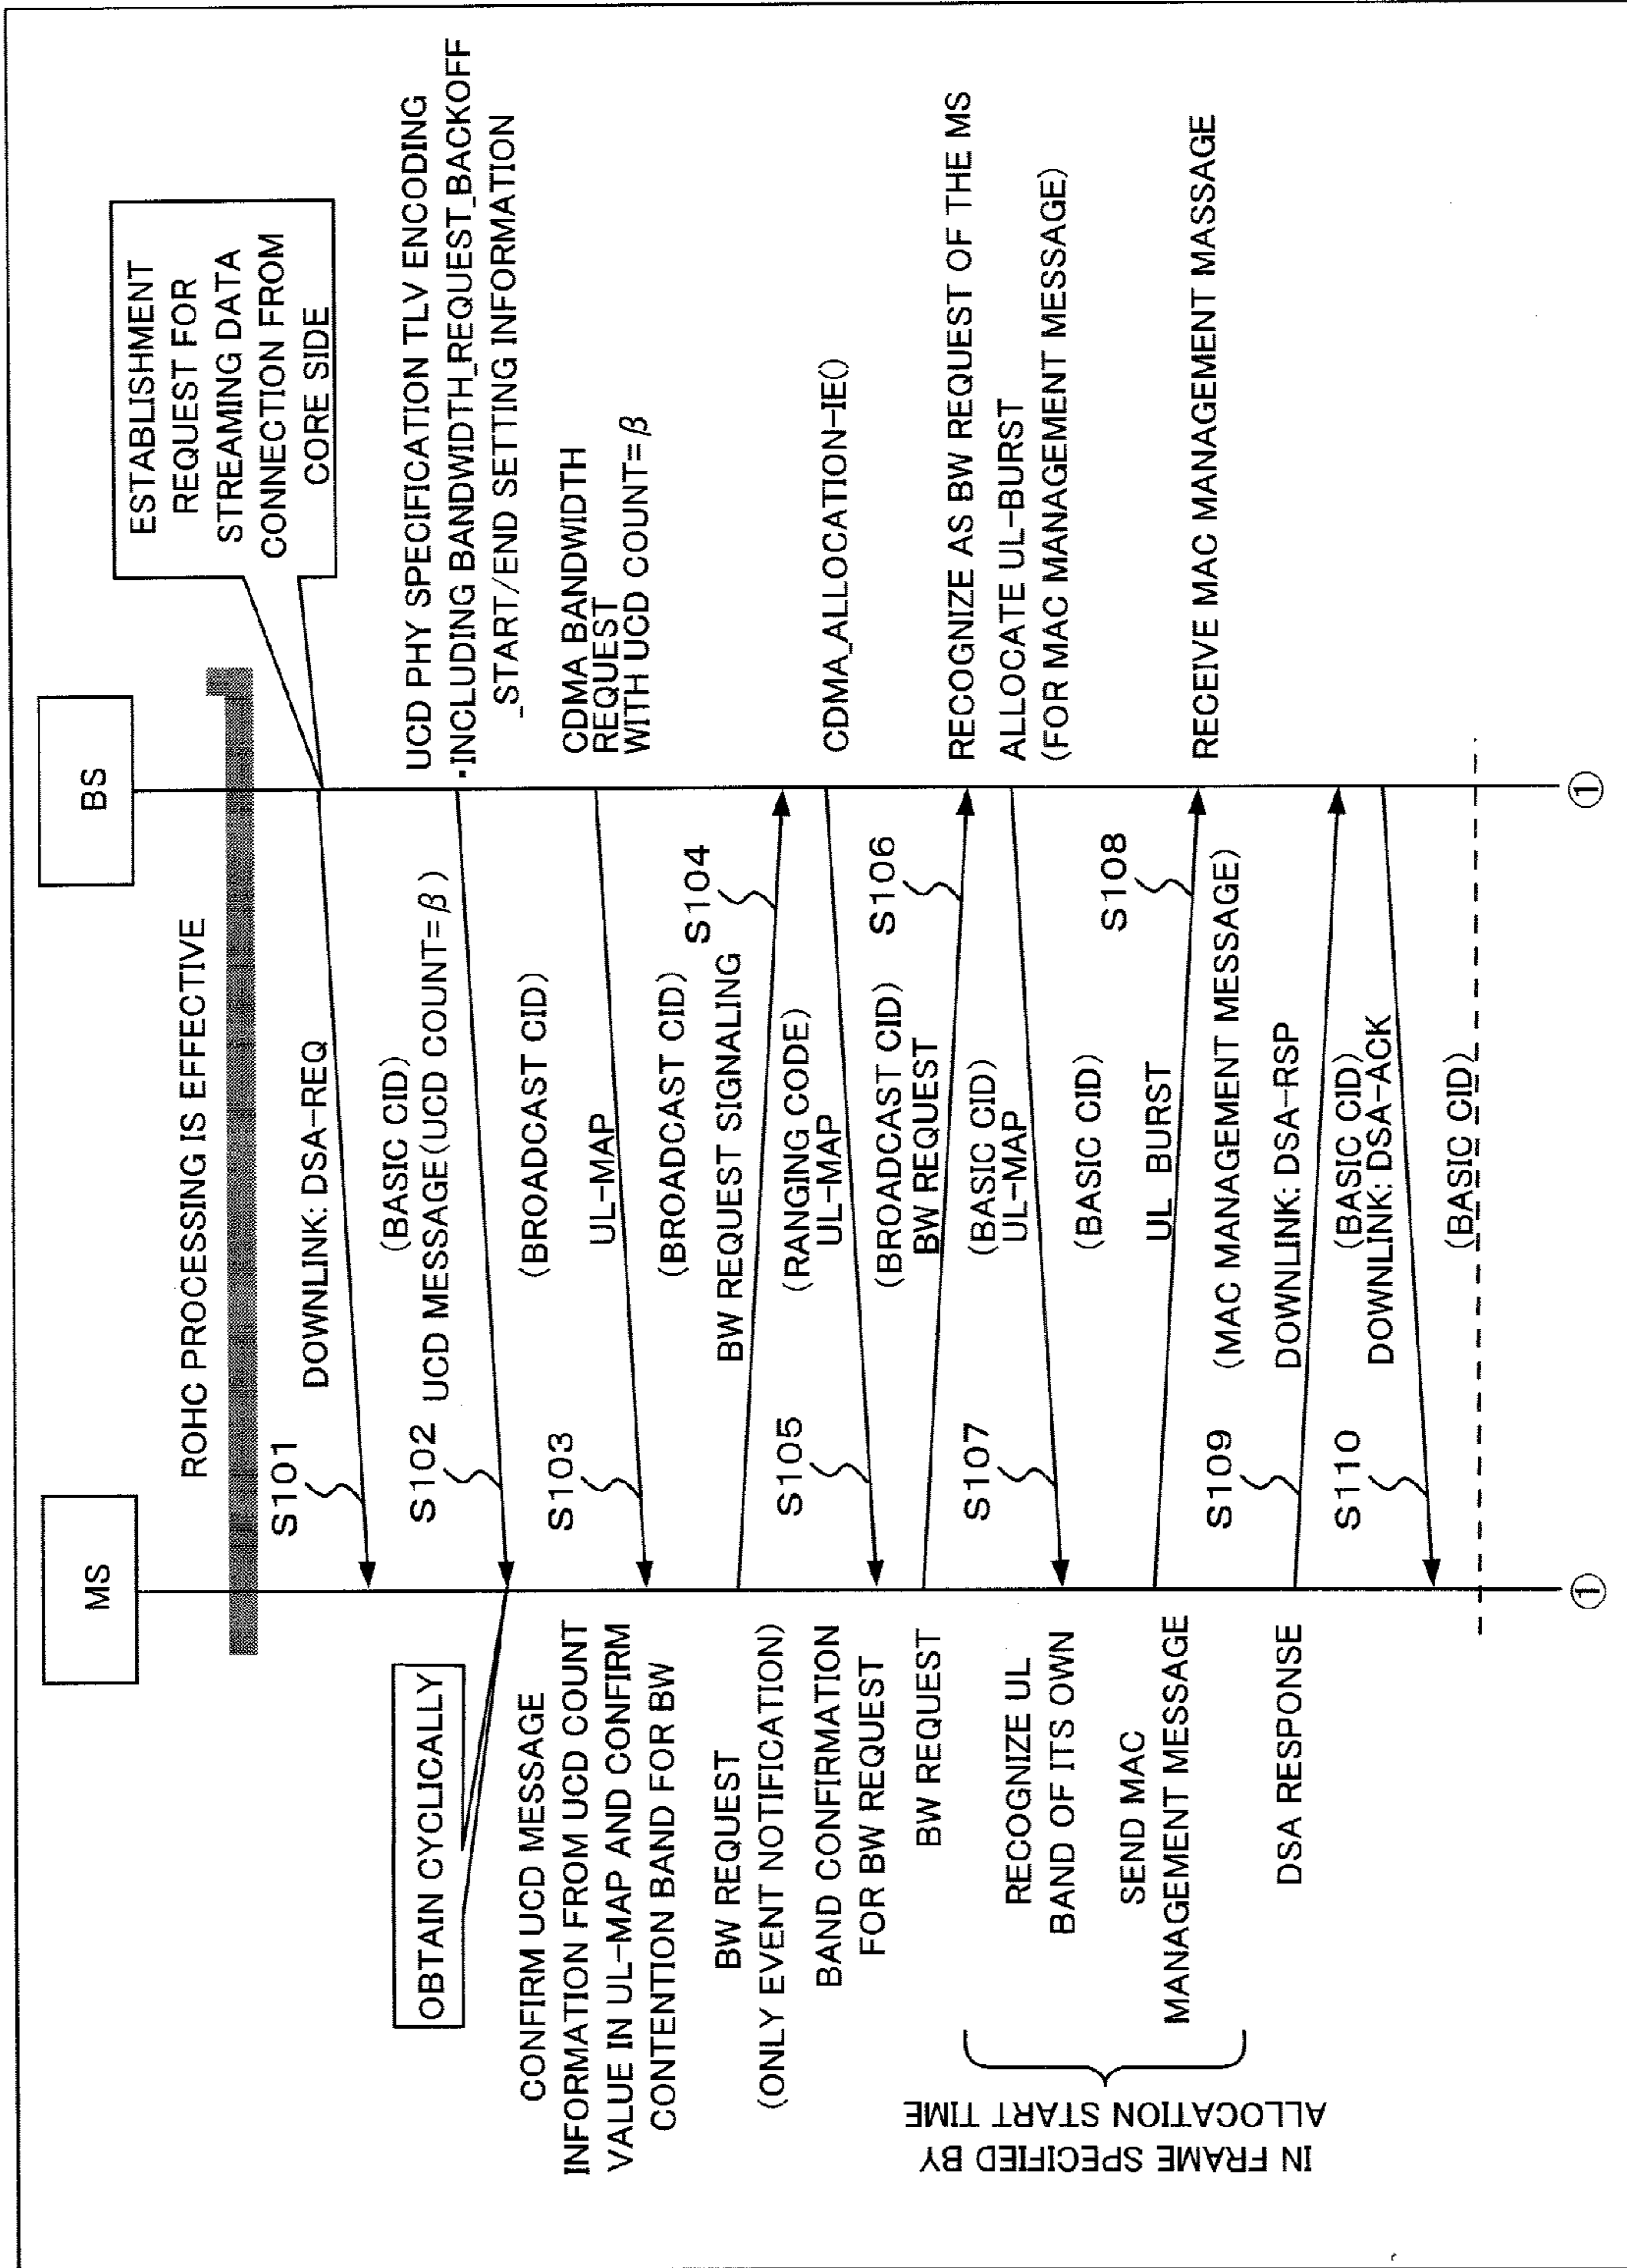 MS
BS
ROHC PROCESSING IS EFFECTIVE
ESTABLISHMENT
REQUEST FOR
STREAMING DATA
CONNECTION FROM
CORE SIDE
S101
DOWNLINK: DSA-REQ
(BASIC CID)
OBTAIN CYCLICALLY
S102
UCD MESSAGE(UCD COUNT=β)
(BROADCAST CID)
UCD PHY SPECIFICATION TLV ENCODING
·INCLUDING BANDWIDTH_REQUEST_BACKOFF
_START/END SETTING INFORMATION
CONFIRM UCD MESSAGE
INFORMATION FROM UCD COUNT
VALUE IN UL-MAP AND CONFIRM
CONTENTION BAND FOR BW
S103
UL-MAP
(BROADCAST CID)
CDMA BANDWIDTH
REQUEST
WITH UCD COUNT=β
BW REQUEST
(ONLY EVENT NOTIFICATION)
BW REQUEST SIGNALING
S104
(RANGING CODE)
BAND CONFIRMATION
FOR BW REQUEST
S105
UL-MAP
(BROADCAST CID)
CDMA_ALLOCATION-IE()
BW REQUEST
BW REQUEST
S106
(BASIC CID)
RECOGNIZE AS BW REQUEST OF THE MS
RECOGNIZE UL
BAND OF ITS OWN
S107
UL-MAP
(BASIC CID)
ALLOCATE UL-BURST
(FOR MAC MANAGEMENT MESSAGE)
SEND MAC
MANAGEMENT MESSAGE
UL BURST
S108
(MAC MANAGEMENT MESSAGE)
RECEIVE MAC MANAGEMENT MASSAGE
IN FRAME SPECIFIED BY
ALLOCATION START TIME
DSA RESPONSE
S109
DOWNLINK: DSA-RSP
(BASIC CID)
S110
DOWNLINK: DSA-ACK
(BASIC CID)
①
①